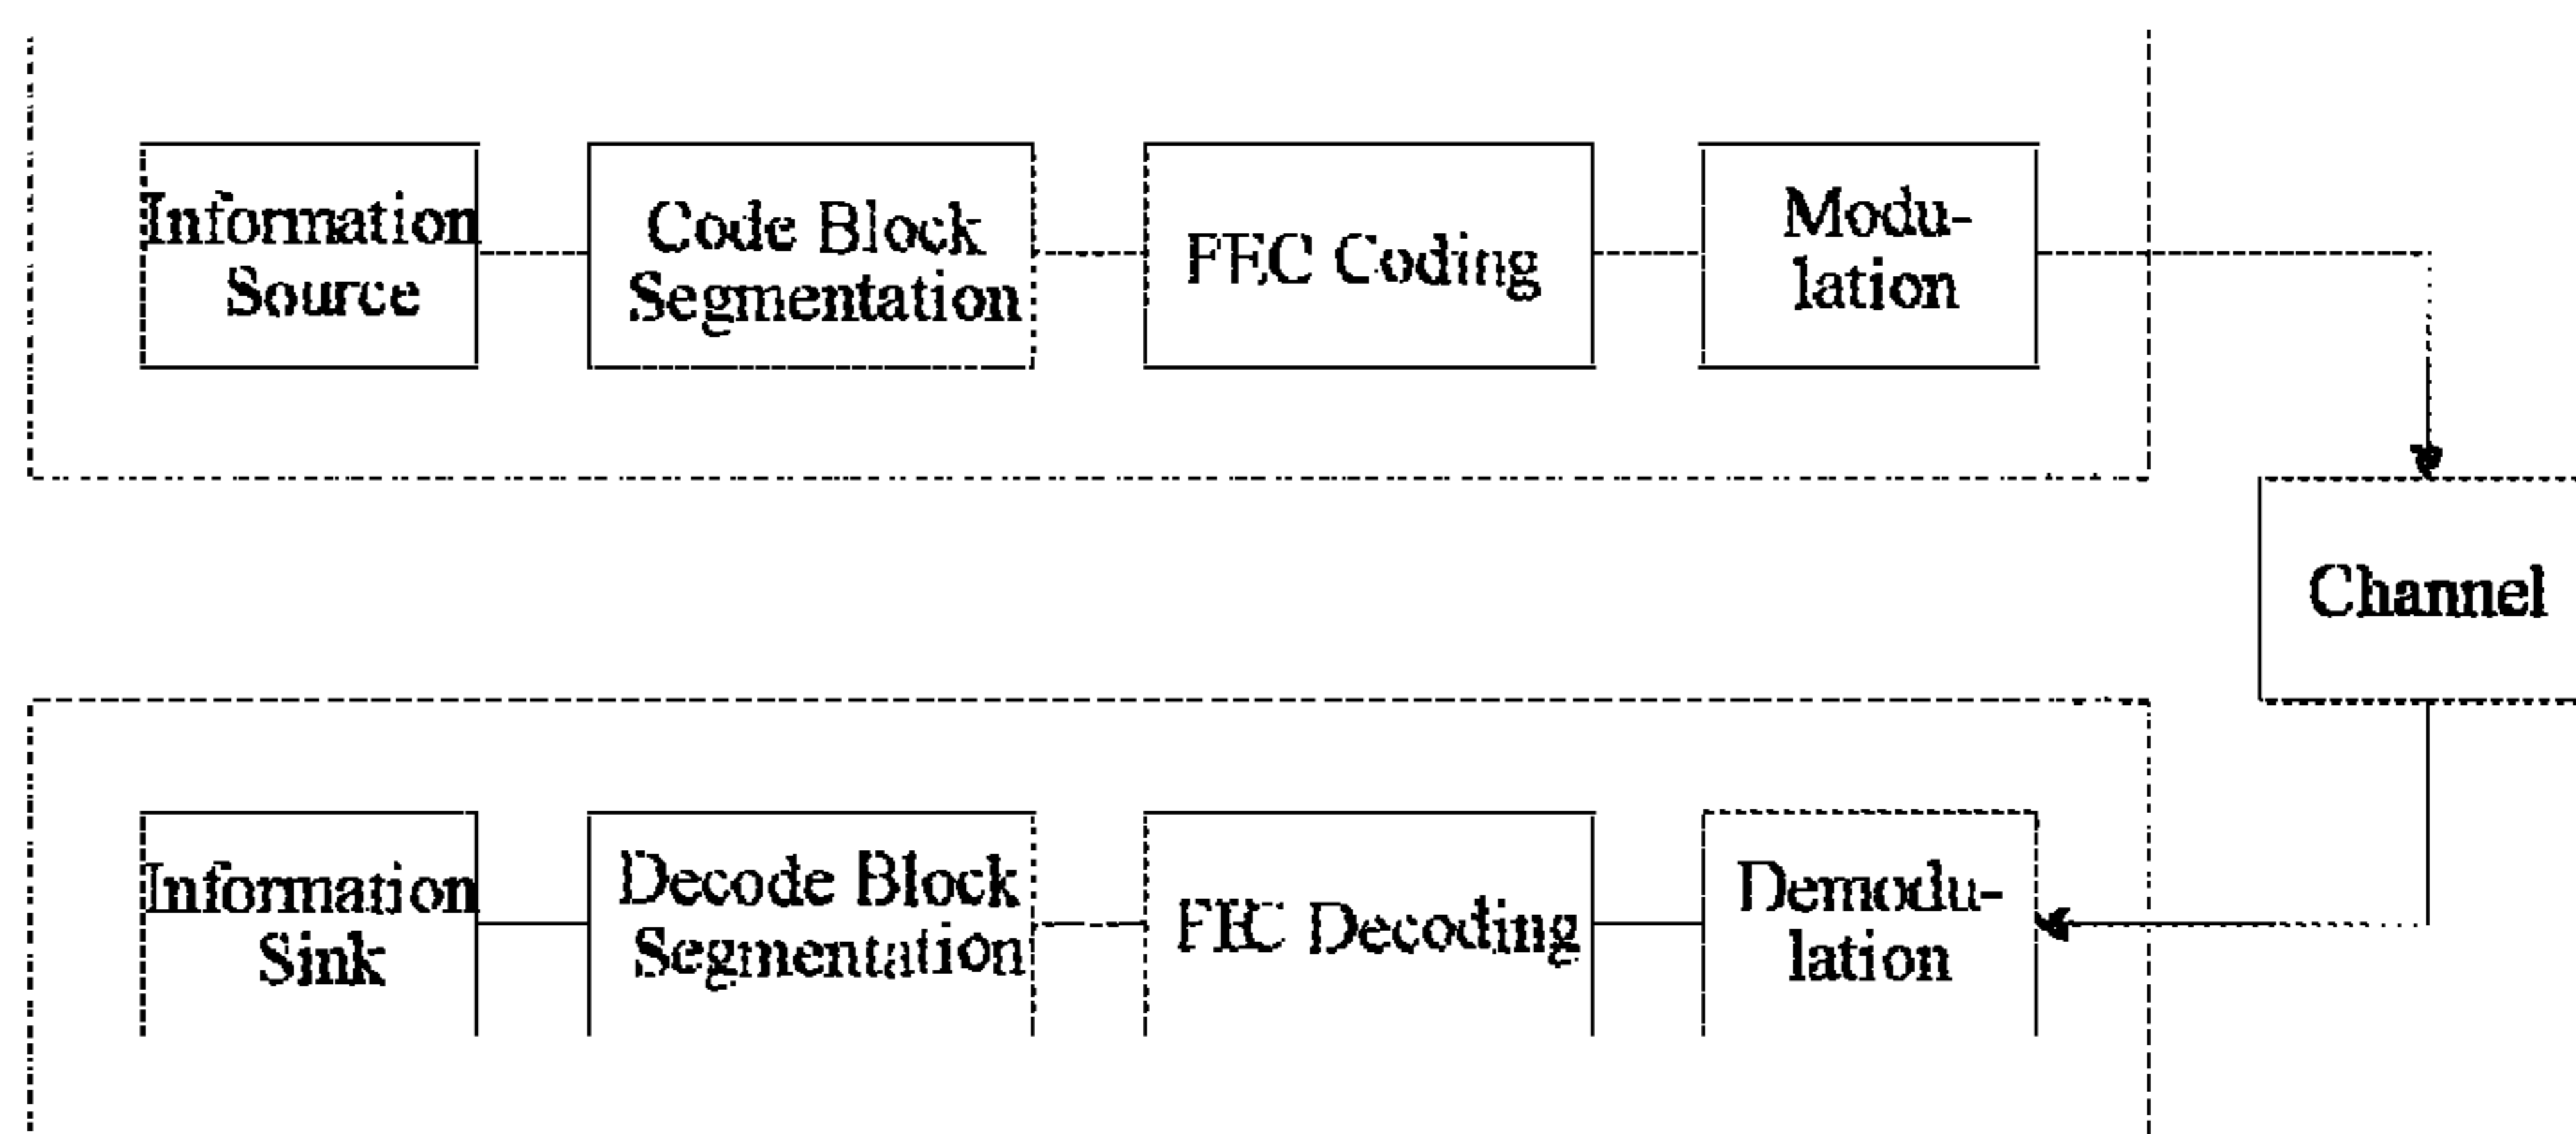 Information
Source
Code Block
Segmentation
FEC Coding
Modu-
lation
Channel
Information
Sink
Decode Block
Segmentation
FEC Decoding
Demodu-
lation